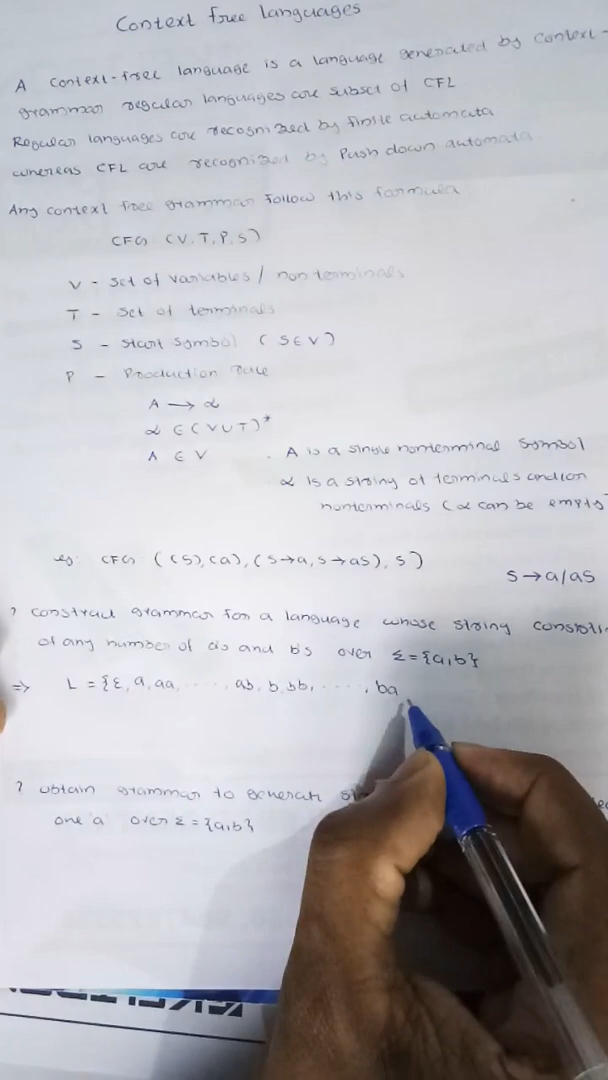 Context free languages
A context-free language is a language generated by context-
grammar regular languages are subset of CFL
Regular languages are recognized by finite automata
whereas CFL are recognized by Push down automata
Any context free grammar follow this formula
CFG (V, T, P, S)
V - Set of variables / non terminals
T - Set of terminals
S - Start symbol ( S ∈ V )
P - Production rule
A → α
α ∈ ( V ∪ T )*
A ∈ V
A is a single nonterminal symbol
α is a string of terminals and/or
nonterminals ( α can be empty
eg: CFG ( (S), (a), (S→a, S→aS), S )
S → a/aS
? construct grammar for a language whose string consists
of any number of a's and b's over Σ = {a,b}
⇒ L = {ε, a, aa, ....., ab, b, bb, ....., ba
? obtain grammar to generate
one 'a' over Σ = {a,b}